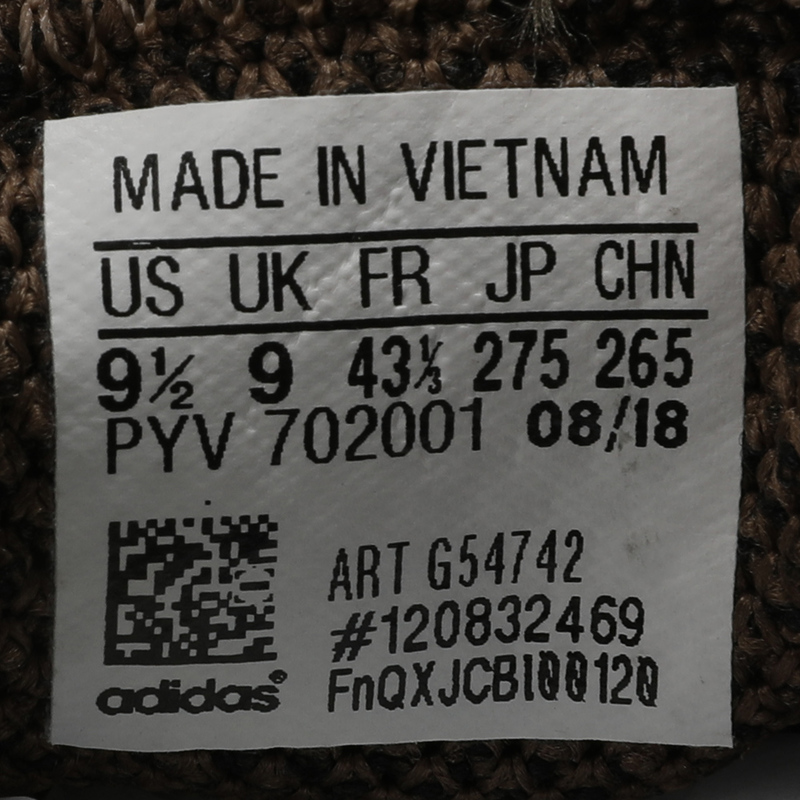 MADE IN VIETNAM
US UK FR JP CHN
9½ 9 43⅓ 275 265
PYV 702001 08/18
ART G54742
#120832469
FnQXJCBI00120
adidas®